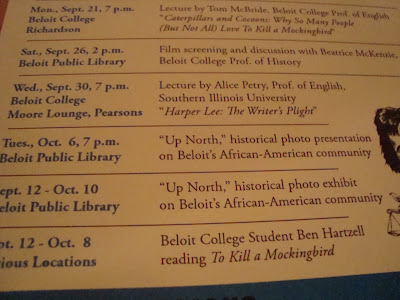 Mon., Sept. 21, 7 p.m.
Beloit College
Richardson
Lecture by Tom McBride, Beloit College Prof. of English
"Caterpillars and Cocoons: Why So Many People
(But Not All) Love To Kill a Mockingbird"
Sat., Sept. 26, 2 p.m.
Beloit Public Library
Film screening and discussion with Beatrice McKenzie,
Beloit College Prof. of History
Wed., Sept. 30, 7 p.m.
Beloit College
Moore Lounge, Pearsons
Lecture by Alice Petry, Prof. of English,
Southern Illinois University
"Harper Lee: The Writer's Plight"
Tues., Oct. 6, 7 p.m.
Beloit Public Library
"Up North," historical photo presentation
on Beloit's African-American community
ept. 12 - Oct. 10
eloit Public Library
"Up North," historical photo exhibit
on Beloit's African-American community
pt. 12 - Oct. 8
ious Locations
Beloit College Student Ben Hartzell
reading To Kill a Mockingbird